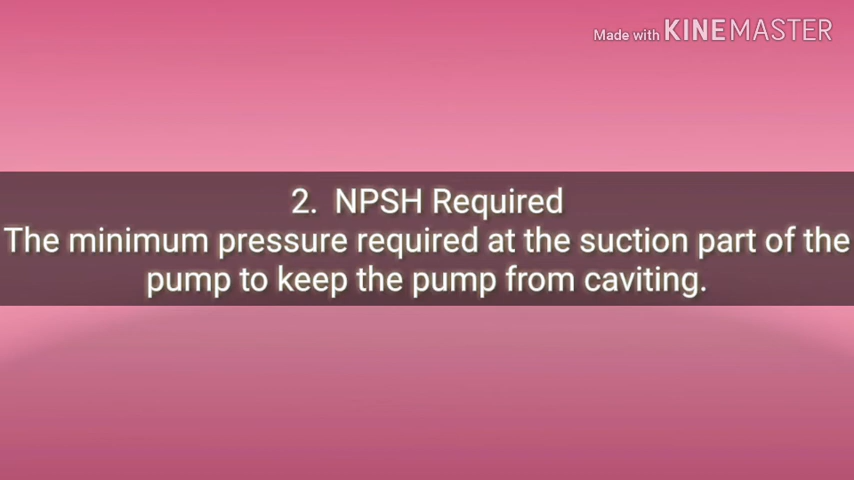 Made with KINEMASTER
2. NPSH Required
The minimum pressure required at the suction part of the
pump to keep the pump from caviting.